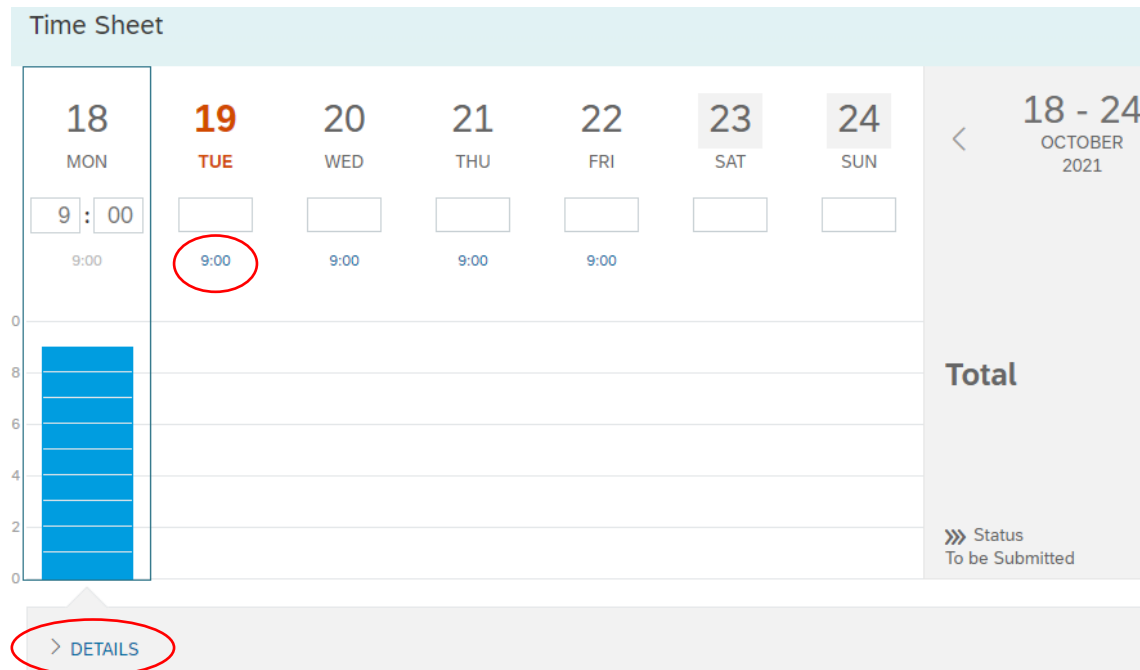 Time Sheet
18 19 20 21 22 23 24
MON TUE WED THU FRI SAT SUN
9 : 00
9:00 9:00 9:00 9:00 9:00
18 - 24
OCTOBER
2021
0
8
6
4
2
0
Total
Status
To be Submitted
DETAILS